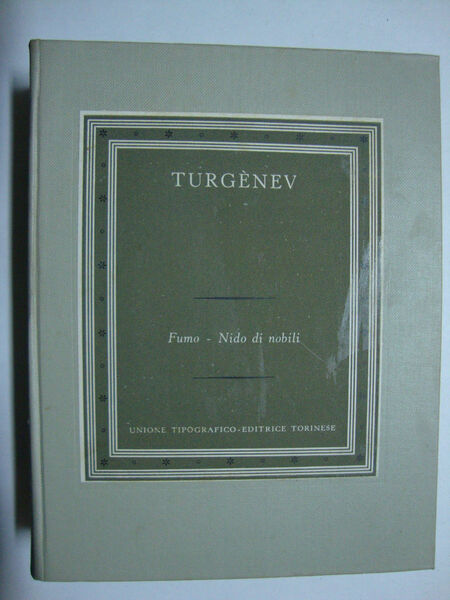 TURGÈNEV
Fumo - Nido di nobili
UNIONE TIPOGRAFICO-EDITRICE TORINESE